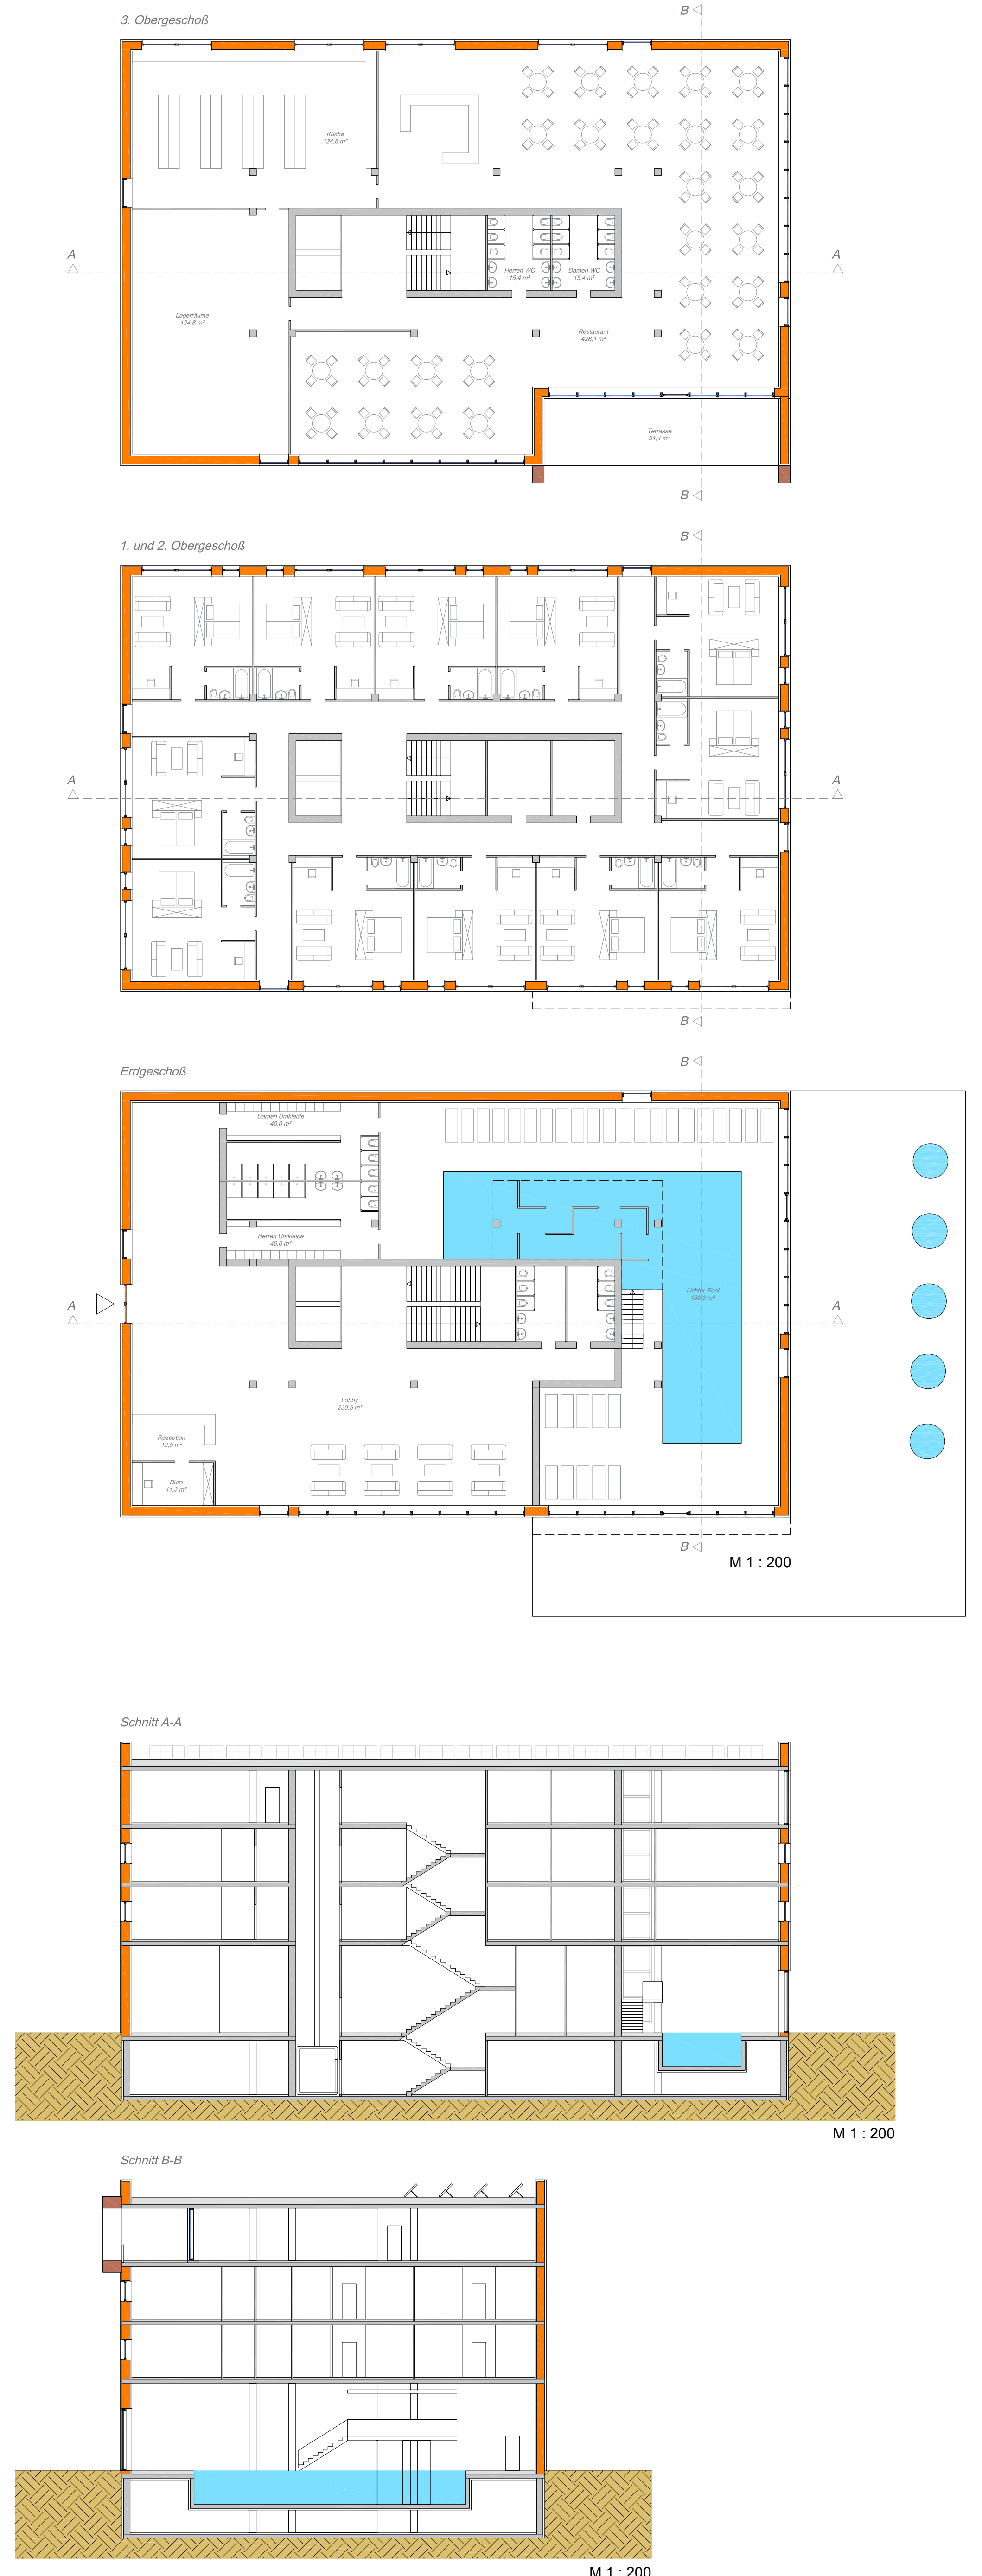 3. Obergeschoß
B
Küche
124,8 m²
A
Herren WC
15,4 m²
Damen WC
15,4 m²
A
Lagerräume
124,8 m²
Restaurant
428,1 m²
Terrasse
51,4 m²
B
1. und 2. Obergeschoß
B
A
A
B
Erdgeschoß
B
Damen Umkleide
40,0 m²
Herren Umkleide
40,0 m²
Lichter-Pool
136,3 m²
A
A
Lobby
230,5 m²
Rezeption
12,5 m²
Büro
11,3 m²
B
M 1 : 200
Schnitt A-A
M 1 : 200
Schnitt B-B
M 1 : 200